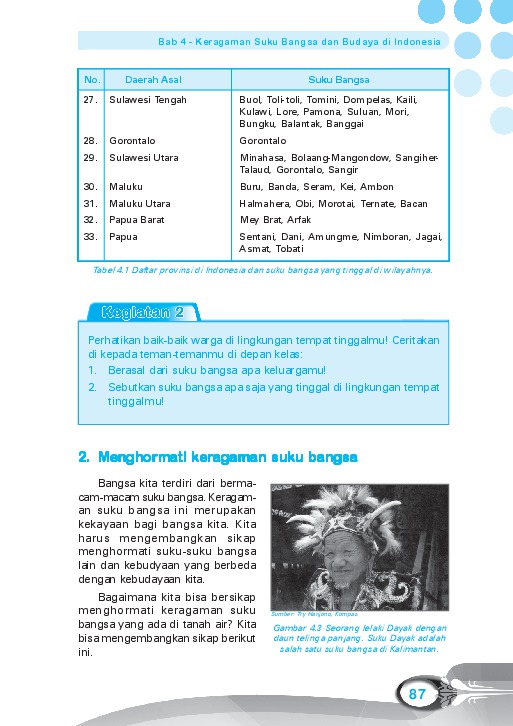 Bab 4 - Keragaman Suku Bangsa dan Budaya di Indonesia
No. Daerah Asal Suku Bangsa
27. Sulawesi Tengah Buol, Toli-toli, Tomini, Dompelas, Kaili,
Kulawi, Lore, Pamona, Suluan, Mori,
Bungku, Balantak, Banggai
28. Gorontalo Gorontalo
29. Sulawesi Utara Minahasa, Bolaang-Mangondow, Sangiher-
Talaud, Gorontalo, Sangir
30. Maluku Buru, Banda, Seram, Kei, Ambon
31. Maluku Utara Halmahera, Obi, Morotai, Ternate, Bacan
32. Papua Barat Mey Brat, Arfak
33. Papua Sentani, Dani, Amungme, Nimboran, Jagai,
Asmat, Tobati
Tabel 4.1 Daftar provinsi di Indonesia dan suku bangsa yang tinggal di wilayahnya.
Kegiatan 2
Perhatikan baik-baik warga di lingkungan tempat tinggalmu! Ceritakan
di kepada teman-temanmu di depan kelas:
1. Berasal dari suku bangsa apa keluargamu!
2. Sebutkan suku bangsa apa saja yang tinggal di lingkungan tempat
tinggalmu!
2. Menghormati keragaman suku bangsa
Bangsa kita terdiri dari berma-
cam-macam suku bangsa. Keragam-
an suku bangsa ini merupakan
kekayaan bagi bangsa kita. Kita
harus mengembangkan sikap
menghormati suku-suku bangsa
lain dan kebudyaan yang berbeda
dengan kebudayaan kita.
Bagaimana kita bisa bersikap
menghormati keragaman suku
bangsa yang ada di tanah air? Kita
bisa mengembangkan sikap berikut
ini.
Sumber: Try Harijono, Kompas
Gambar 4.3 Seorang lelaki Dayak dengan
daun telinga panjang. Suku Dayak adalah
salah satu suku bangsa di Kalimantan.
87